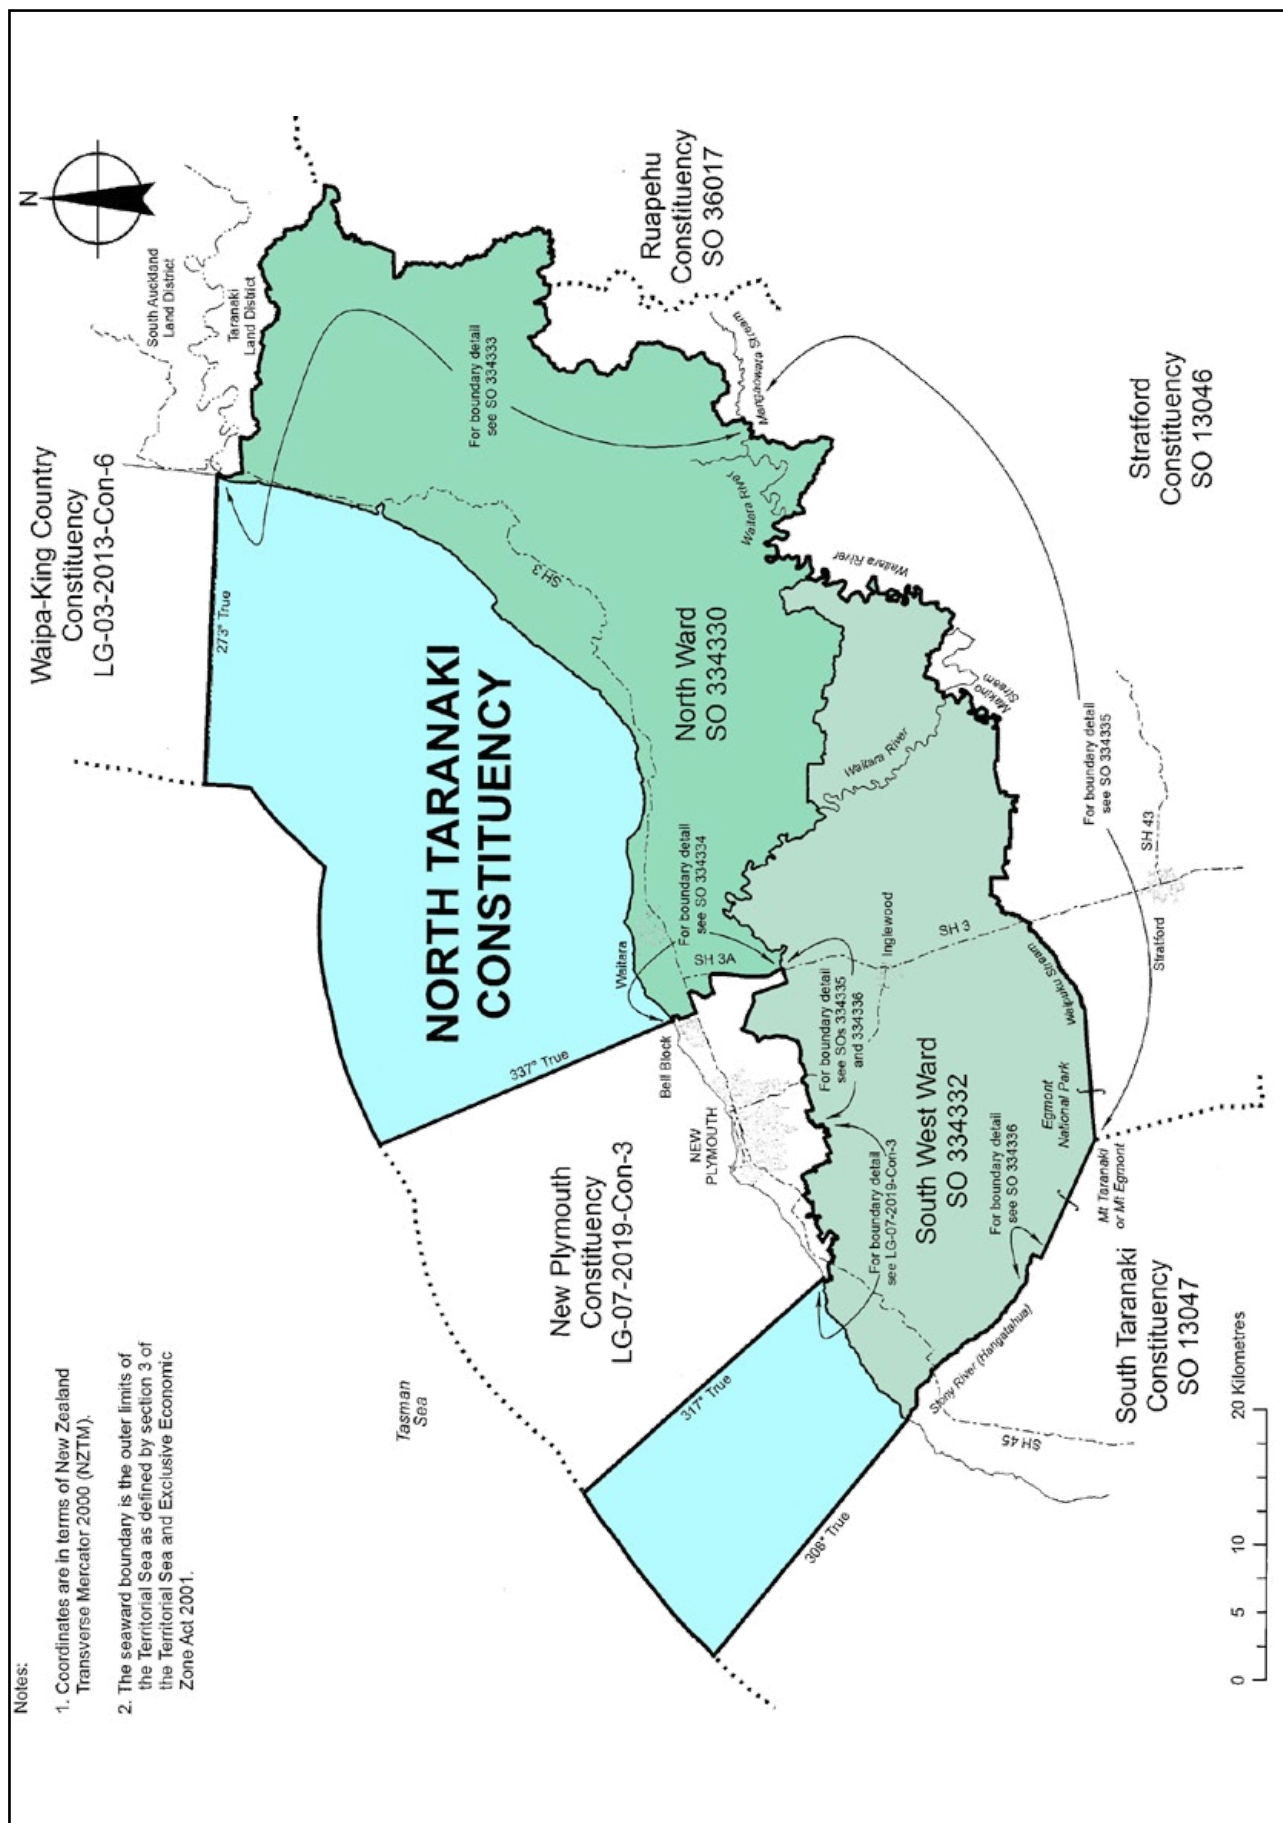 N
South Auckland
Land District
Taranaki
Land District
Waipa-King Country
Constituency
LG-03-2013-Con-6
273° True
For boundary detail
see SO 334333
Ruapehu
Constituency
SO 36017
Mangaowara Stream
Waitara River
Waitara River
SH 3
NORTH TARANAKI
CONSTITUENCY
North Ward
SO 334330
Stratford
Constituency
SO 13046
Makino
Stream
Waitara River
For boundary detail
see SO 334335
SH 43
Stratford
Waitara
For boundary detail
see SO 334334
SH 3A
Inglewood
SH 3
Waipuku Stream
337° True
Bell Block
NEW
PLYMOUTH
For boundary detail
see SOs 334335
and 334336
Egmont
National Park
South West Ward
SO 334332
Mt Taranaki
or Mt Egmont
For boundary detail
see SO 334336
For boundary detail
see LG-07-2019-Con-3
New Plymouth
Constituency
LG-07-2019-Con-3
Tasman
Sea
317° True
308° True
Stony River (Hangatahua)
SH 45
South Taranaki
Constituency
SO 13047
Notes:
1. Coordinates are in terms of New Zealand
Transverse Mercator 2000 (NZTM).
2. The seaward boundary is the outer limits of
the Territorial Sea as defined by section 3 of
the Territorial Sea and Exclusive Economic
Zone Act 2001.
0 5 10 20 Kilometres